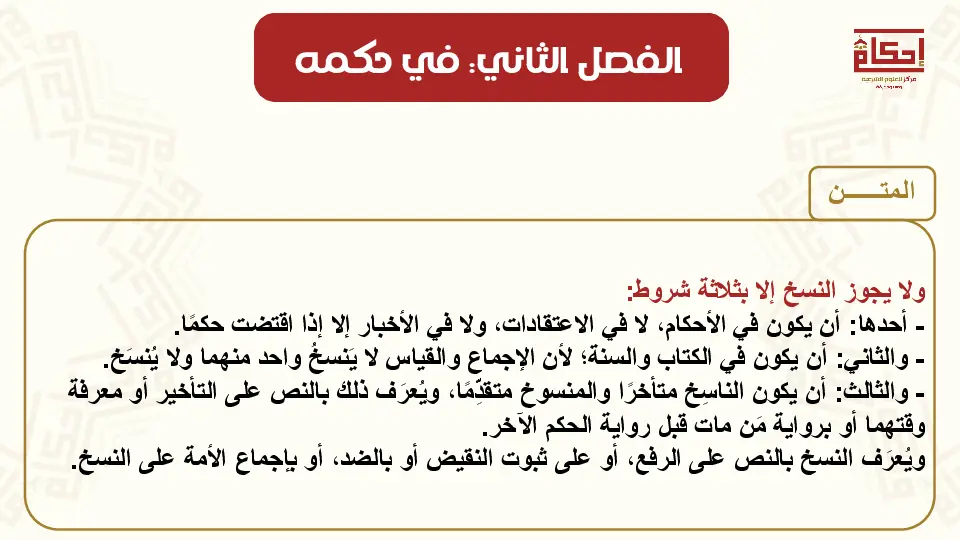 الفصل الثاني: في حكمه
إحكام
مركز للعلوم الشرعية
المتـــــــن
ولا يجوز النسخ إلا بثلاثة شروط:
- أحدها: أن يكون في الأحكام، لا في الاعتقادات، ولا في الأخبار إلا إذا اقتضت حكمًا.
- والثاني: أن يكون في الكتاب والسنة؛ لأن الإجماع والقياس لا يَنسخُ واحد منهما ولا يُنسَخ.
- والثالث: أن يكون الناسِخ متأخرًا والمنسوخ متقدِّمًا، ويُعرَف ذلك بالنص على التأخير أو معرفة
وقتهما أو برواية مَن مات قبل رواية الحكم الآخر.
ويُعرَف النسخ بالنص على الرفع، أو على ثبوت النقيض أو بالضد، أو بإجماع الأمة على النسخ.